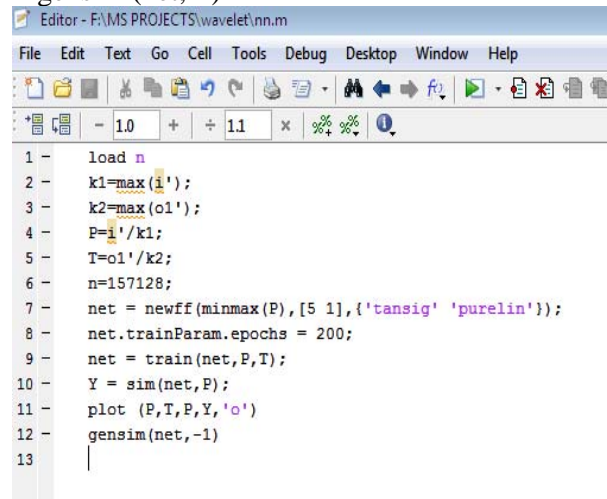 Editor - F:\MS PROJECTS\wavelet\nn.m
File Edit Text Go Cell Tools Debug Desktop Window Help
- 1.0 + ÷ 1.1 ×
1 - load n
2 - k1=max(i');
3 - k2=max(o1');
4 - P=i'/k1;
5 - T=o1'/k2;
6 - n=157128;
7 - net = newff(minmax(P),[5 1],{'tansig' 'purelin'});
8 - net.trainParam.epochs = 200;
9 - net = train(net,P,T);
10 - Y = sim(net,P);
11 - plot (P,T,P,Y,'o')
12 - gensim(net,-1)
13